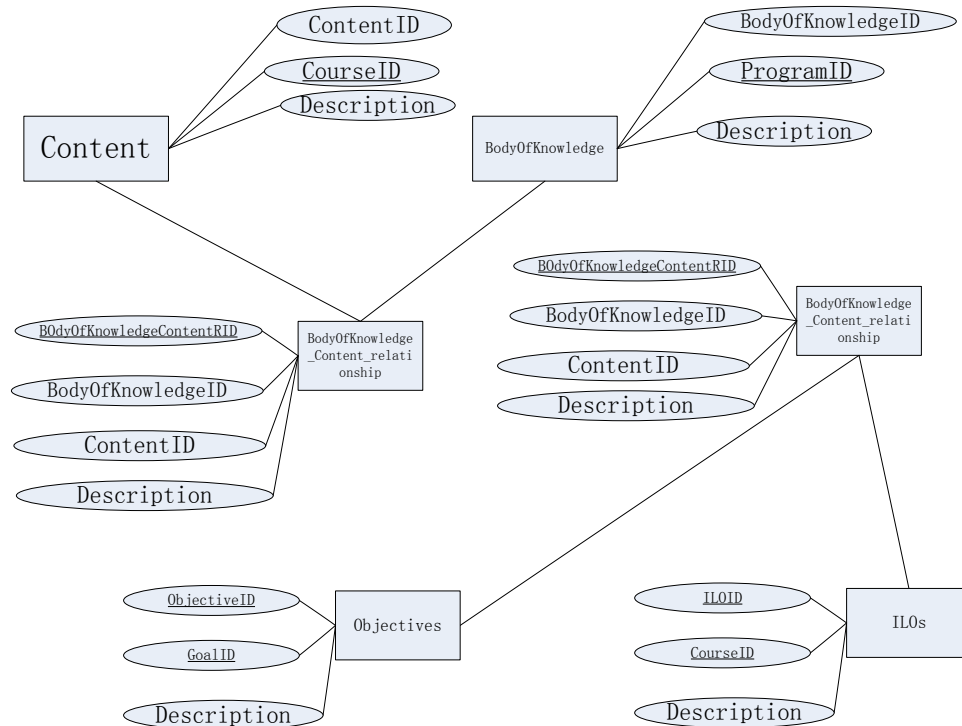 ContentID
CourseID
Description
Content
BodyOfKnowledgeID
ProgramID
Description
BodyOfKnowledge
BOdyOfKnowledgeContentRID
BodyOfKnowledgeID
ContentID
Description
BodyOfKnowledge
_Content_relati
onship
BOdyOfKnowledgeContentRID
BodyOfKnowledgeID
ContentID
Description
BodyOfKnowledge
_Content_relati
onship
ObjectiveID
GoalID
Description
Objectives
ILOID
CourseID
Description
ILOs